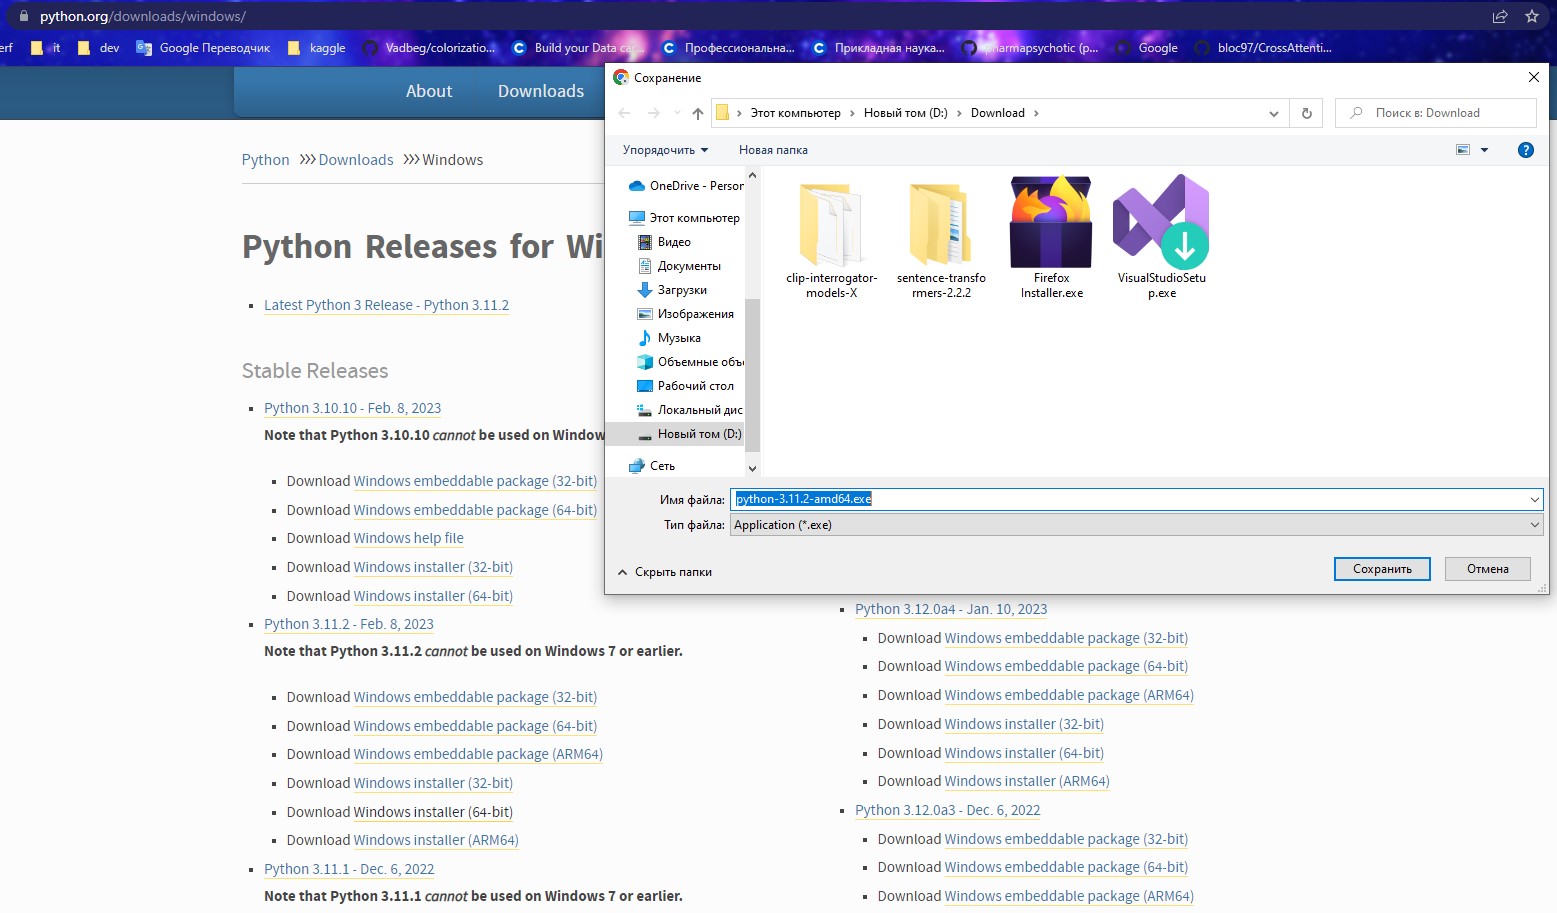 python.org/downloads/windows/
erf it dev Google Переводчик kaggle Vadbeg/colorizatio... Build your Data car... Профессиональна... Прикладная наука... pharmapsychotic (p... Google bloc97/CrossAttenti...
About Downloads
Сохранение
Этот компьютер Новый том (D:) Download
Поиск в: Download
Упорядочить Новая папка
OneDrive - Person
Этот компьютер
Видео
Документы
Загрузки
Изображения
Музыка
Объемные объе
Рабочий стол
Локальный дис
Новый том (D:)
Сеть
clip-interrogator-
models-X
sentence-transfo
rmers-2.2.2
Firefox
Installer.exe
VisualStudioSetu
p.exe
Имя файла: python-3.11.2-amd64.exe
Тип файла: Application (*.exe)
Скрыть папки
Сохранить Отмена
Python Downloads Windows
Python Releases for Wi
Latest Python 3 Release - Python 3.11.2
Stable Releases
Python 3.10.10 - Feb. 8, 2023
Note that Python 3.10.10 cannot be used on Window
Download Windows embeddable package (32-bit)
Download Windows embeddable package (64-bit)
Download Windows help file
Download Windows installer (32-bit)
Download Windows installer (64-bit)
Python 3.11.2 - Feb. 8, 2023
Note that Python 3.11.2 cannot be used on Windows 7 or earlier.
Download Windows embeddable package (32-bit)
Download Windows embeddable package (64-bit)
Download Windows embeddable package (ARM64)
Download Windows installer (32-bit)
Download Windows installer (64-bit)
Download Windows installer (ARM64)
Python 3.11.1 - Dec. 6, 2022
Note that Python 3.11.1 cannot be used on Windows 7 or earlier.
Python 3.12.0a4 - Jan. 10, 2023
Download Windows embeddable package (32-bit)
Download Windows embeddable package (64-bit)
Download Windows embeddable package (ARM64)
Download Windows installer (32-bit)
Download Windows installer (64-bit)
Download Windows installer (ARM64)
Python 3.12.0a3 - Dec. 6, 2022
Download Windows embeddable package (32-bit)
Download Windows embeddable package (64-bit)
Download Windows embeddable package (ARM64)